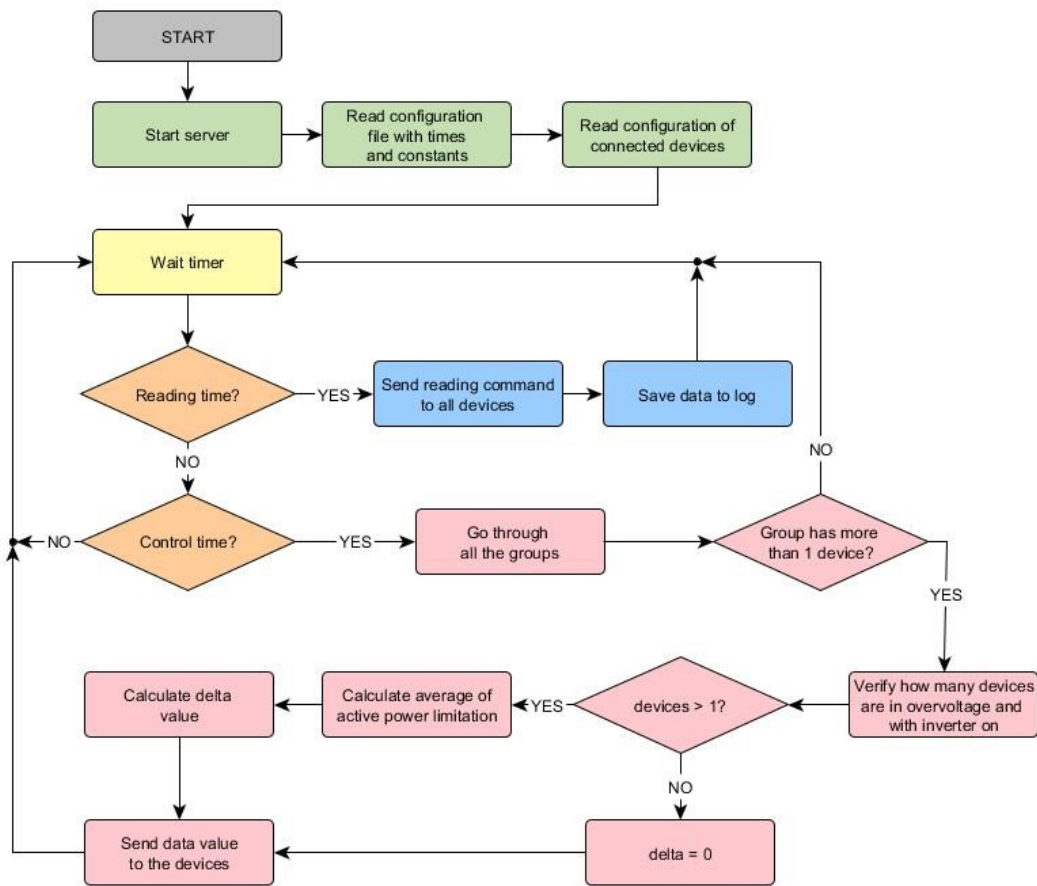 START
Start server
Read configuration
file with times
and constants
Read configuration of
connected devices
Wait timer
Reading time?
YES
Send reading command
to all devices
Save data to log
NO
NO
Control time?
NO
YES
Go through
all the groups
Group has more
than 1 device?
YES
Calculate delta
value
Calculate average of
active power limitation
YES
devices > 1?
Verify how many devices
are in overvoltage and
with inverter on
NO
Send data value
to the devices
delta = 0